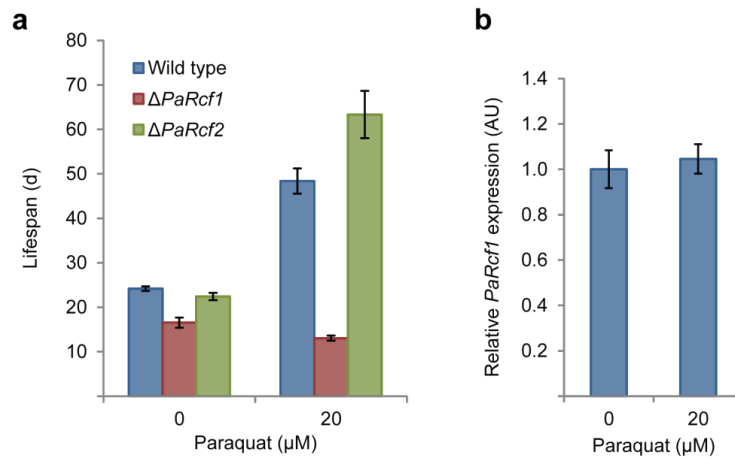 a
80
70
60
50
40
30
20
10
Lifespan (d)
Wild type
ΔPaRcf1
ΔPaRcf2
0
20
Paraquat (µM)
b
1.4
1.2
1.0
0.8
0.6
0.4
0.2
Relative PaRcf1 expression (AU)
0
20
Paraquat (µM)